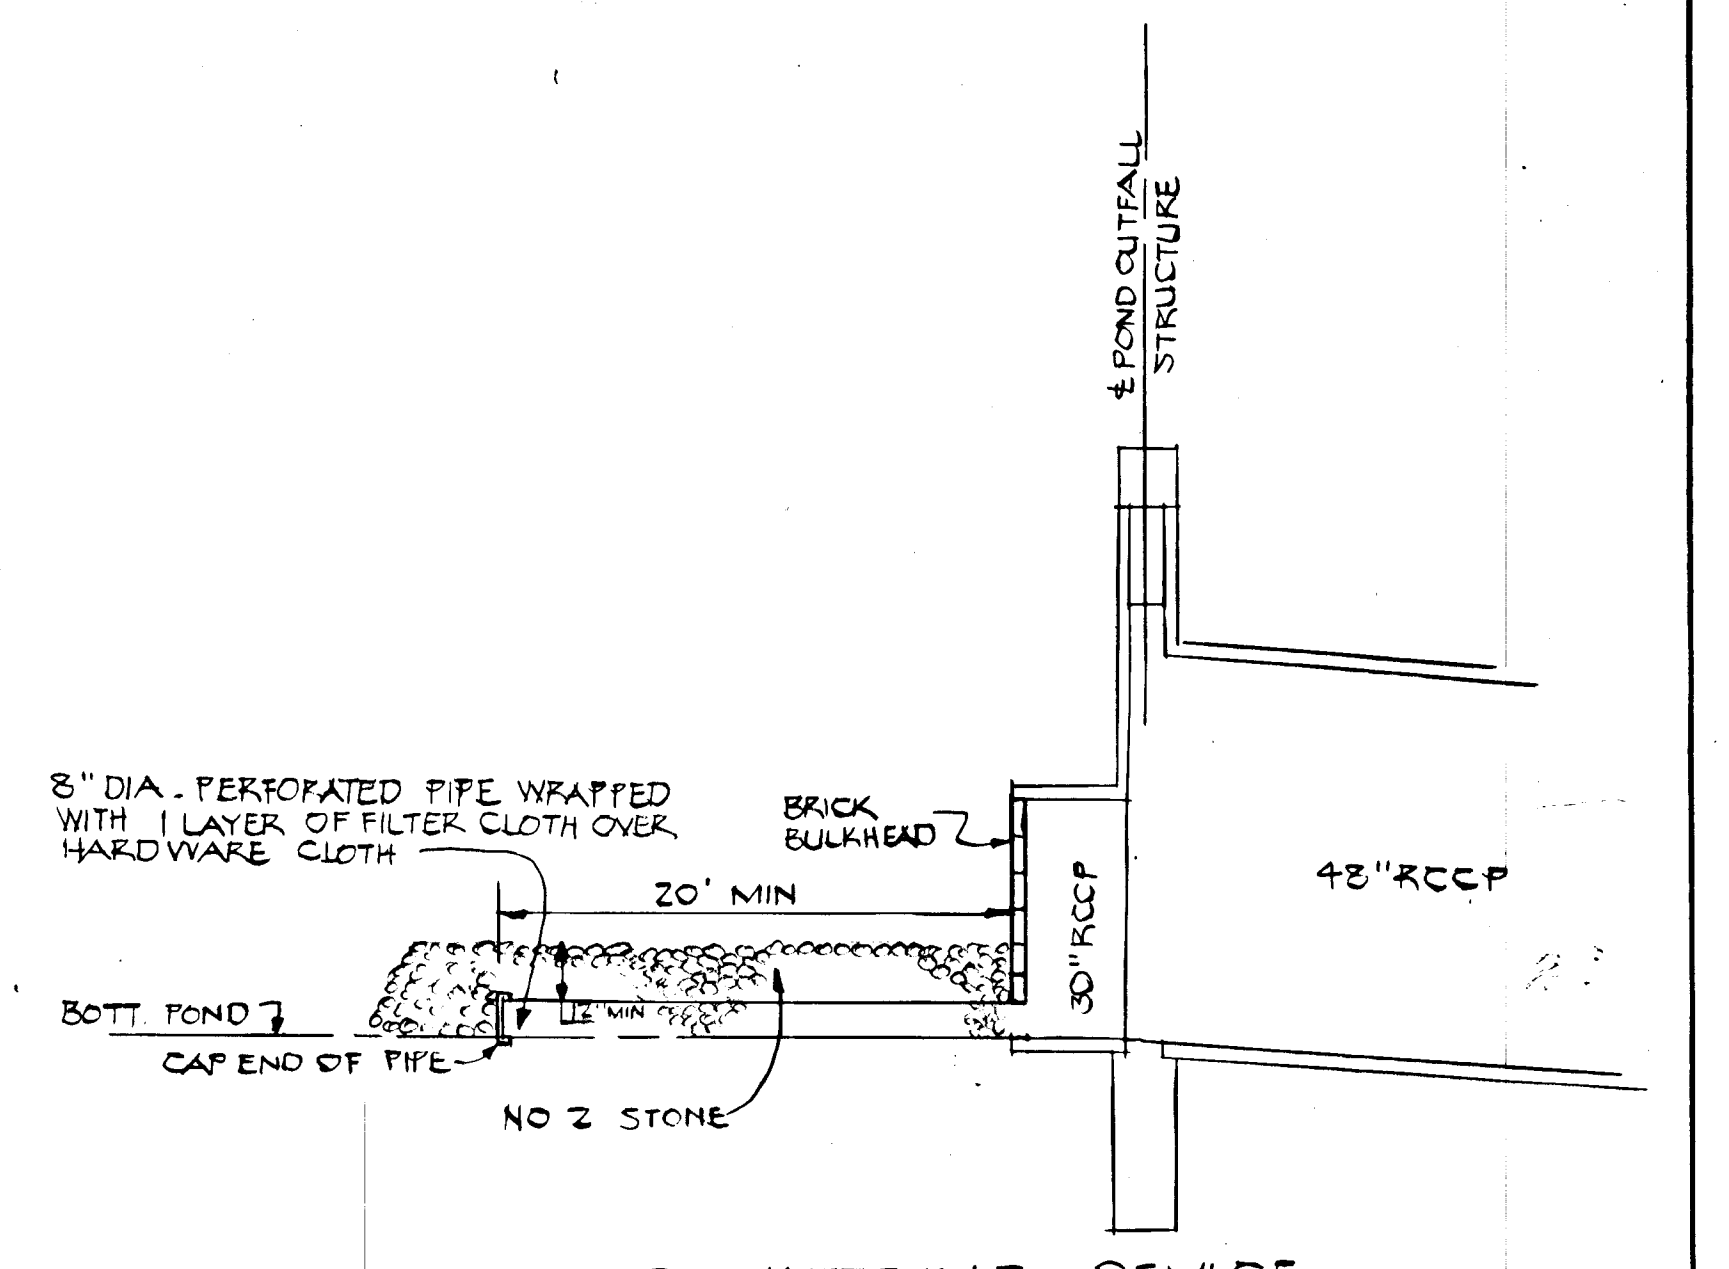 ℄ POND OUTFALL
STRUCTURE
8" DIA. PERFORATED PIPE WRAPPED
WITH 1 LAYER OF FILTER CLOTH OVER
HARDWARE CLOTH
BRICK
BULKHEAD
20' MIN
30" RCCP
48" RCCP
BOTT. POND
12" MIN
CAP END OF PIPE
NO 2 STONE